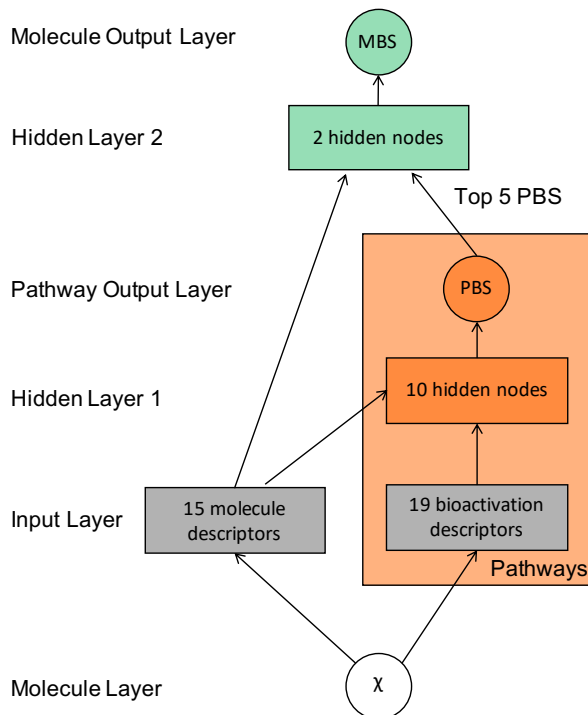 Molecule Output Layer
MBS
Hidden Layer 2
2 hidden nodes
Top 5 PBS
Pathway Output Layer
PBS
Hidden Layer 1
10 hidden nodes
Input Layer
15 molecule
descriptors
19 bioactivation
descriptors
Pathways
Molecule Layer
χ